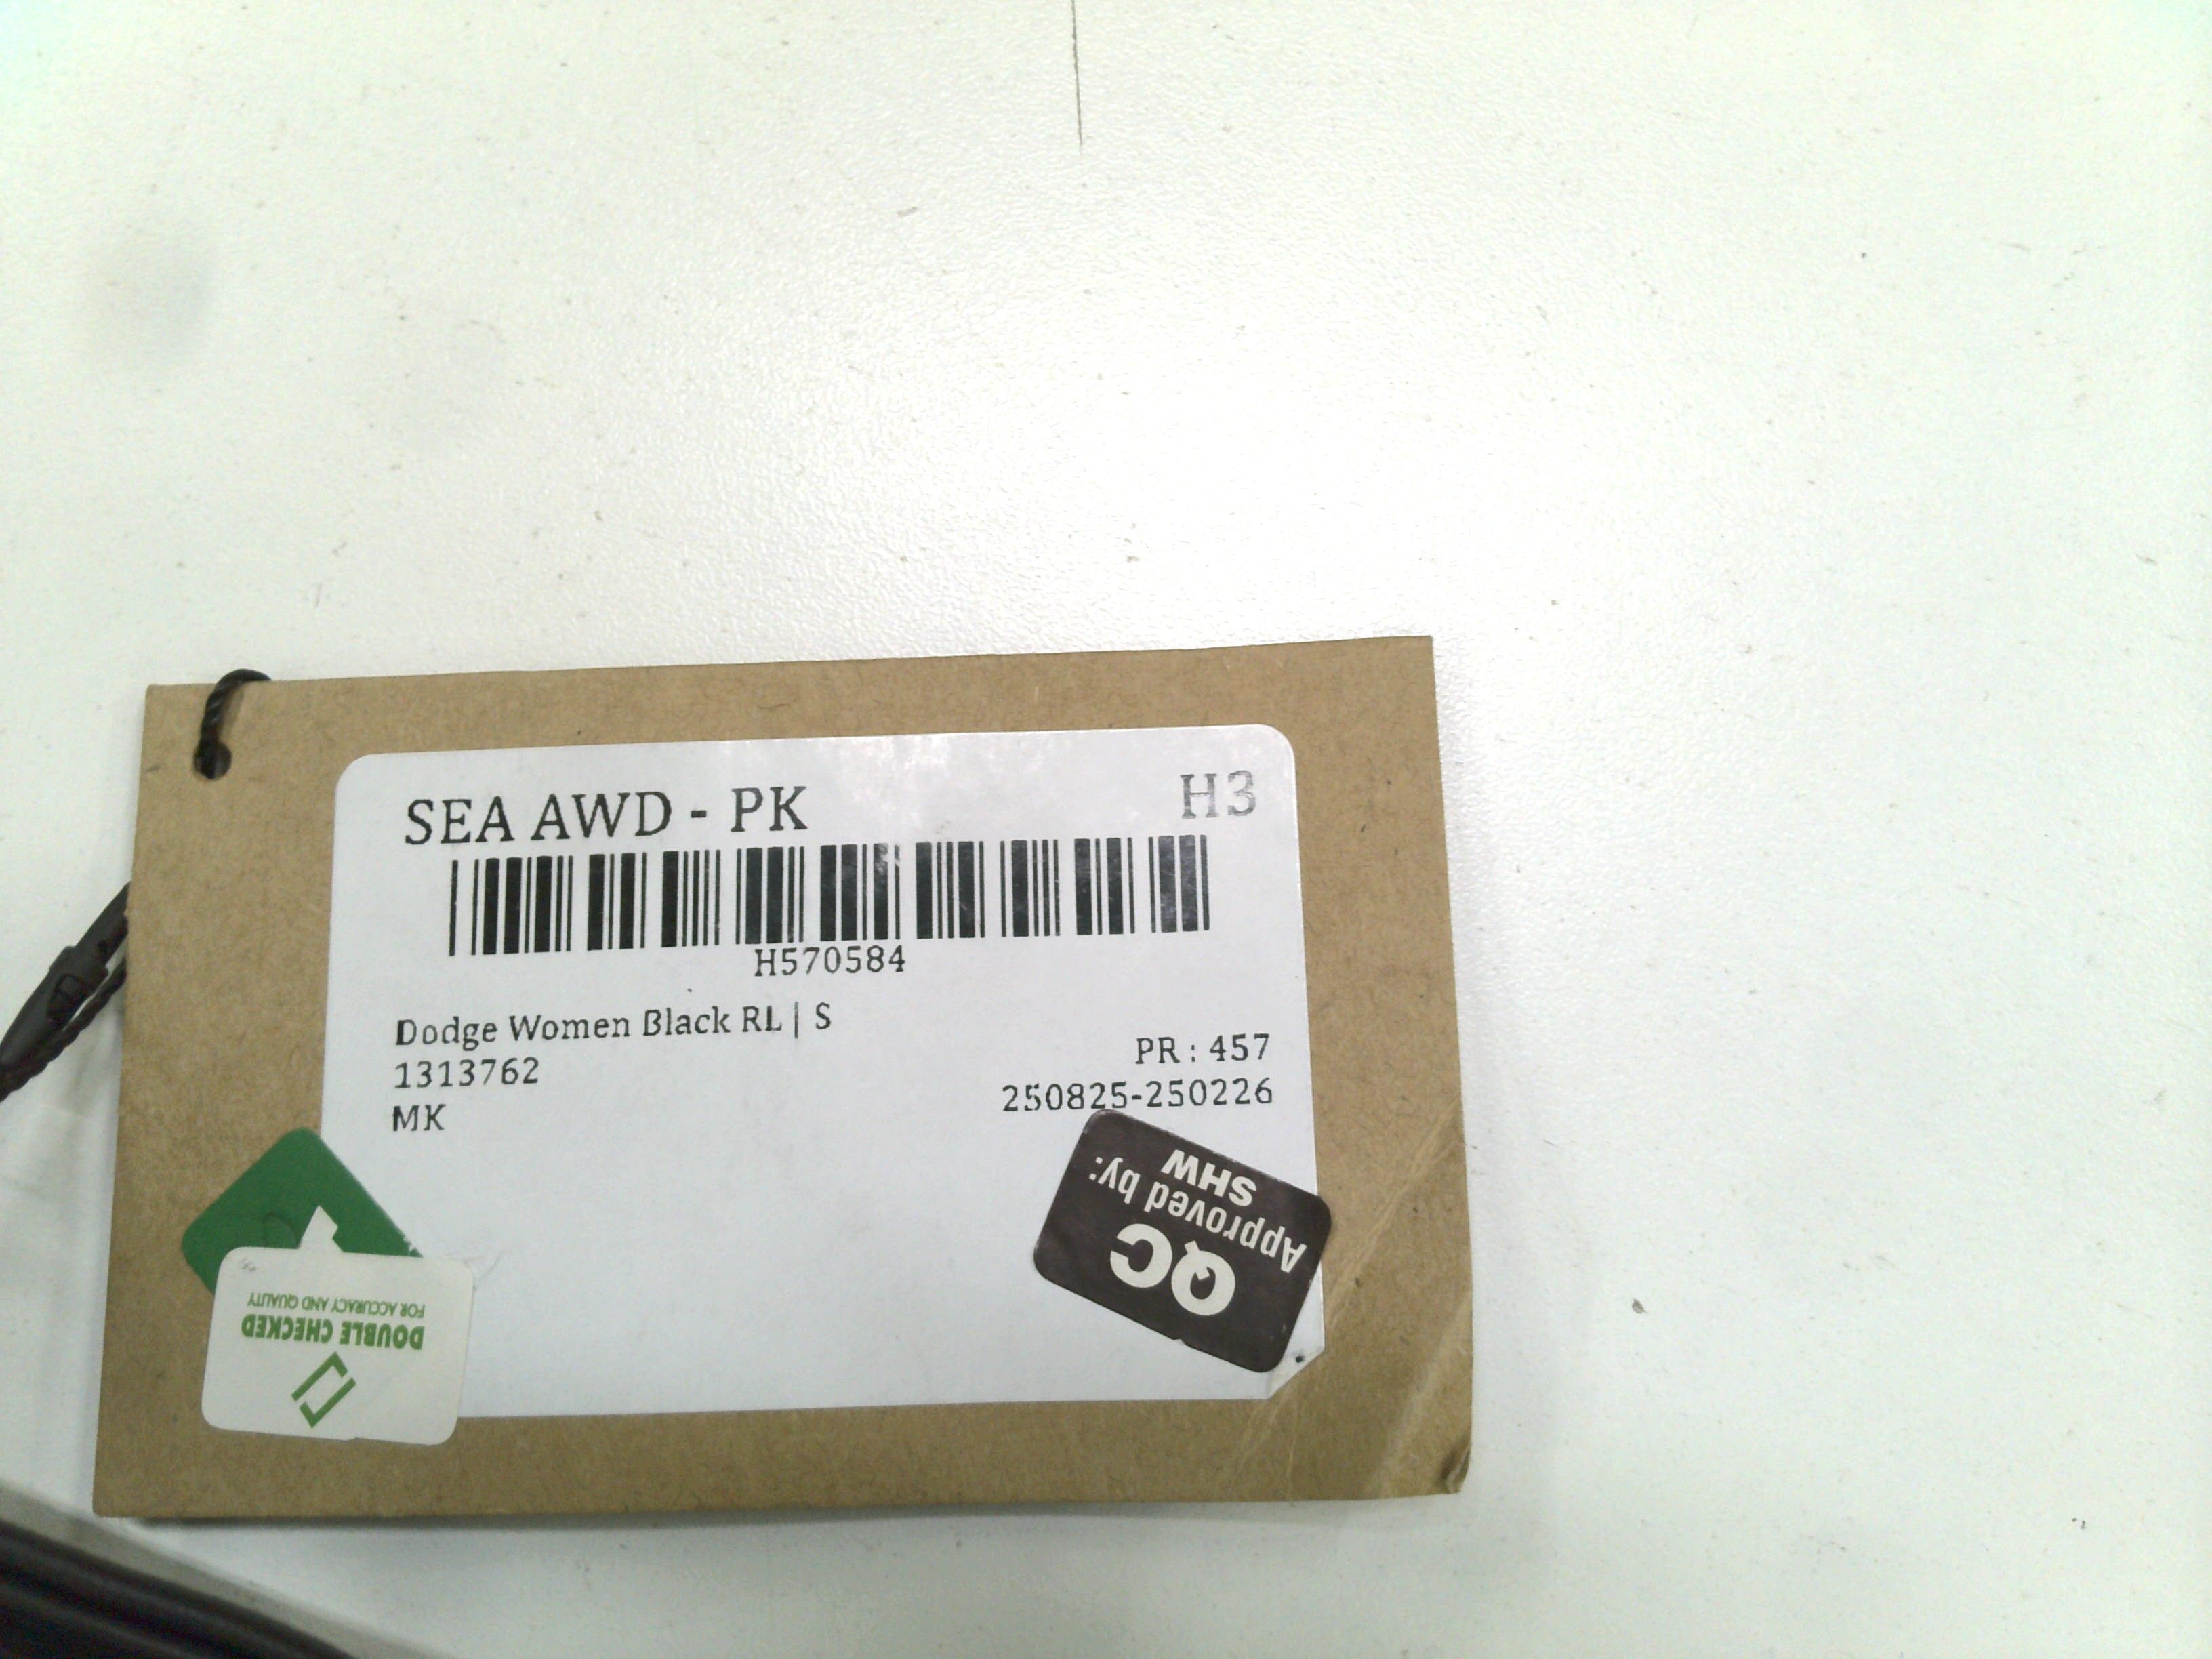 SEA AWD - PK
H3
H570584
Dodge Women Black RL | S
1313762
PR : 457
MK
250825-250226
QC
Approved by:
SHW
DOUBLE CHECKED
FOR ACCURACY AND QUALITY